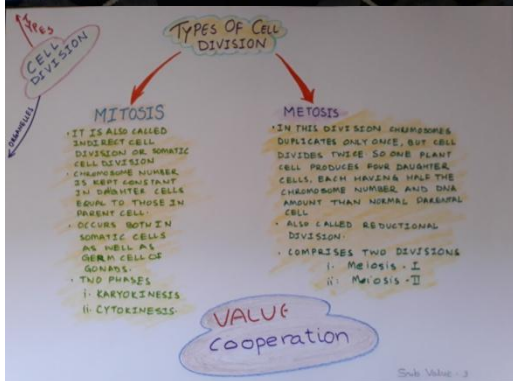 TYPES
CELL
DIVISION
ORGANELLES
TYPES OF CELL
DIVISION
MITOSIS
• IT IS ALSO CALLED
INDIRECT CELL
DIVISION OR SOMATIC
CELL DIVISION
• CHROMOSOME NUMBER
IS KEPT CONSTANT
IN DAUGHTER CELLS
EQUAL TO THOSE IN
PARENT CELL.
• OCCURS BOTH IN
SOMATIC CELLS
AS WELL AS
GERM CELL OF
GONADS.
• TWO PHASES
i. KARYOKINESIS
ii. CYTOKINESIS.
METOSIS
• IN THIS DIVISION CHROMOSOMES
DUPLICATES ONLY ONCE, BUT CELL
DIVIDES TWICE SO ONE PLANT
CELL PRODUCES FOUR DAUGHTER
CELLS, EACH HAVING HALF THE
CHROMOSOME NUMBER AND DNA
AMOUNT THAN NORMAL PARENTAL
CELL
• ALSO CALLED REDUCTIONAL
DIVISION.
• COMPRISES TWO DIVISIONS
i. Meiosis - I
ii. Meiosis - II
VALUE
Cooperation
Sub Value - 3